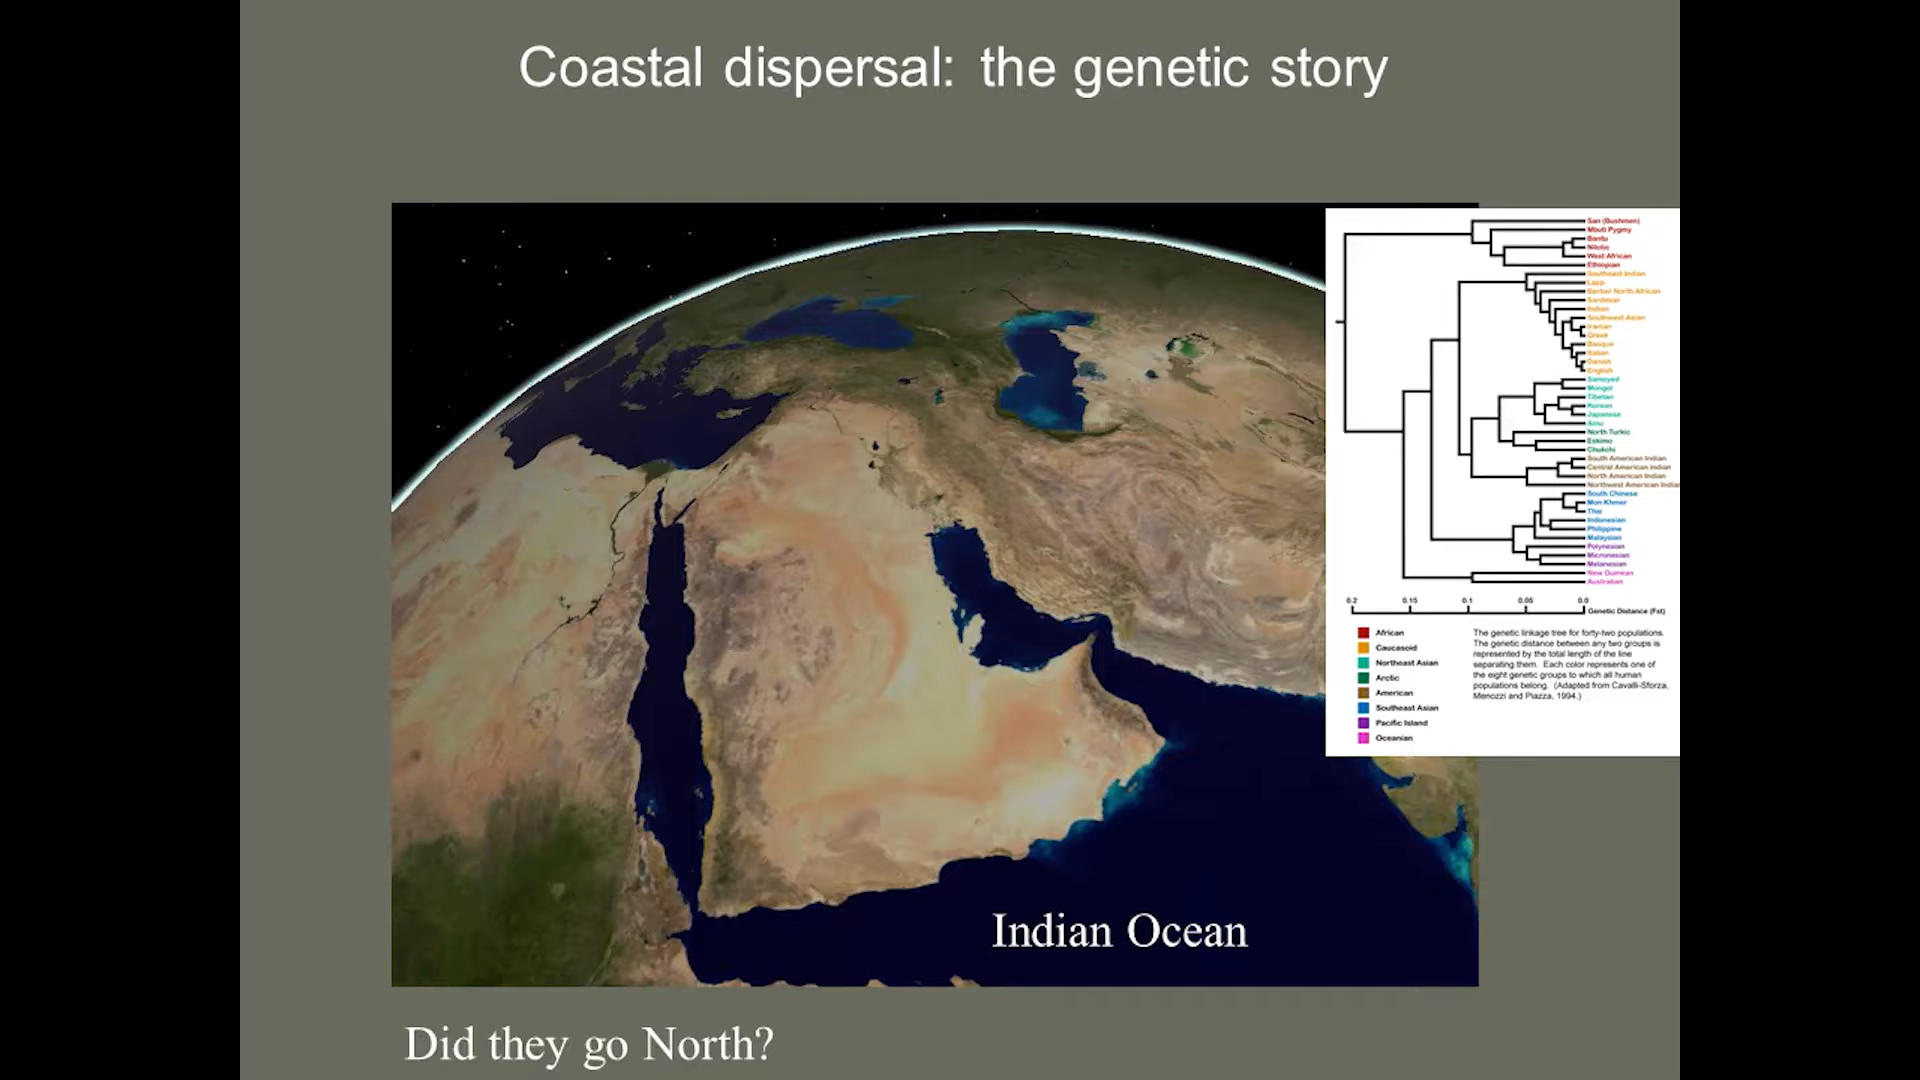 Coastal dispersal: the genetic story
San (Bushmen)
Mbuti Pygmy
Bantu
Nilotic
West African
Ethiopian
Southeast Indian
Lapp
Berber North African
Sardinian
Indian
Southwest Asian
Iranian
Greek
Basque
Italian
Danish
English
Samoyed
Mongol
Tibetan
Korean
Japanese
Ainu
North Turkic
Eskimo
Chukchi
South American Indian
Central American Indian
North American Indian
Northwest American Indian
South Chinese
Mon Khmer
Thai
Indonesian
Philippine
Malaysian
Polynesian
Micronesian
Melanesian
New Guinean
Australian
0.2 0.15 0.1 0.05 0.0
Genetic Distance (Fst)
African
Caucasoid
Northeast Asian
Arctic
American
Southeast Asian
Pacific Island
Oceanian
The genetic linkage tree for forty-two populations.
The genetic distance between any two groups is
represented by the total length of the line
separating them. Each color represents one of
the eight genetic groups to which all human
populations belong. (Adapted from Cavalli-Sforza,
Menozzi and Piazza, 1994.)
Indian Ocean
Did they go North?